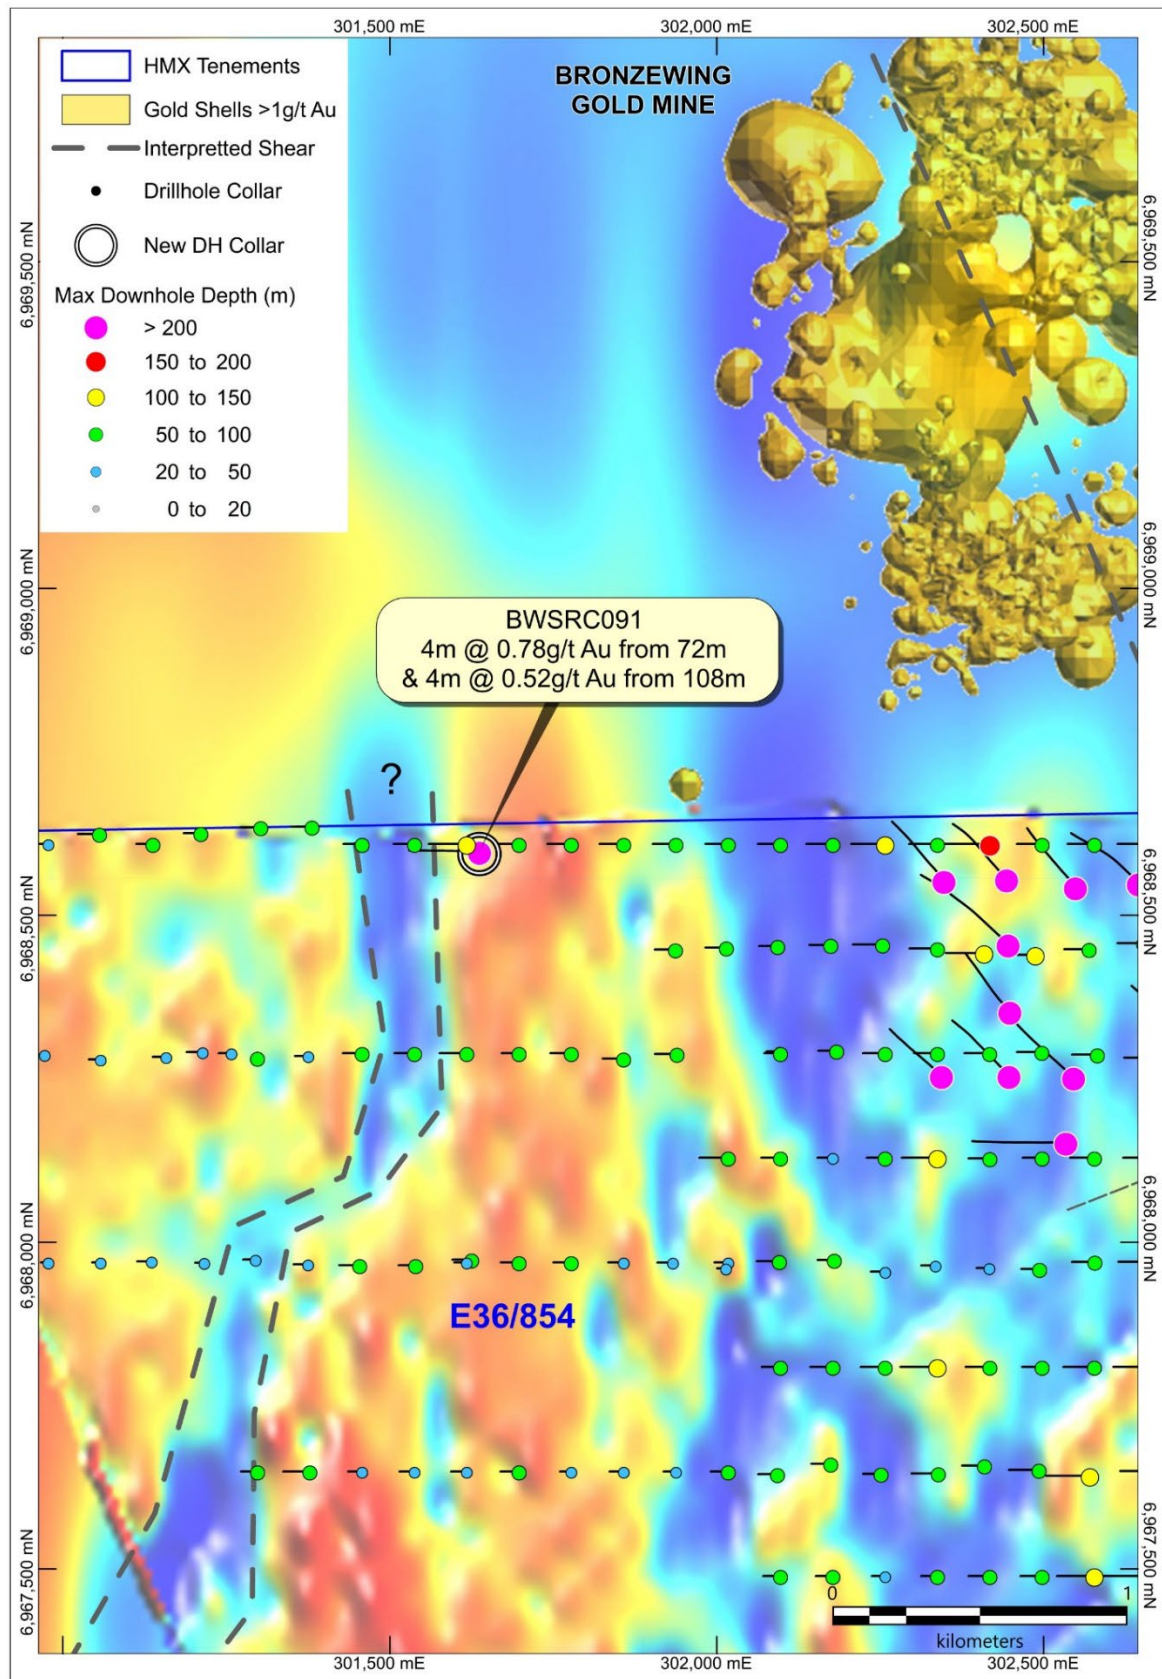 301,500 mE
302,000 mE
302,500 mE
HMX Tenements
Gold Shells >1g/t Au
Interpretted Shear
Drillhole Collar
New DH Collar
Max Downhole Depth (m)
> 200
150 to 200
100 to 150
50 to 100
20 to 50
0 to 20
BRONZEWING
GOLD MINE
6,969,500 mN
6,969,500 mN
6,969,000 mN
6,969,000 mN
BWSRC091
4m @ 0.78g/t Au from 72m
& 4m @ 0.52g/t Au from 108m
?
6,968,500 mN
6,968,500 mN
6,968,000 mN
6,968,000 mN
E36/854
6,967,500 mN
6,967,500 mN
0
1
kilometers
301,500 mE
302,000 mE
302,500 mE